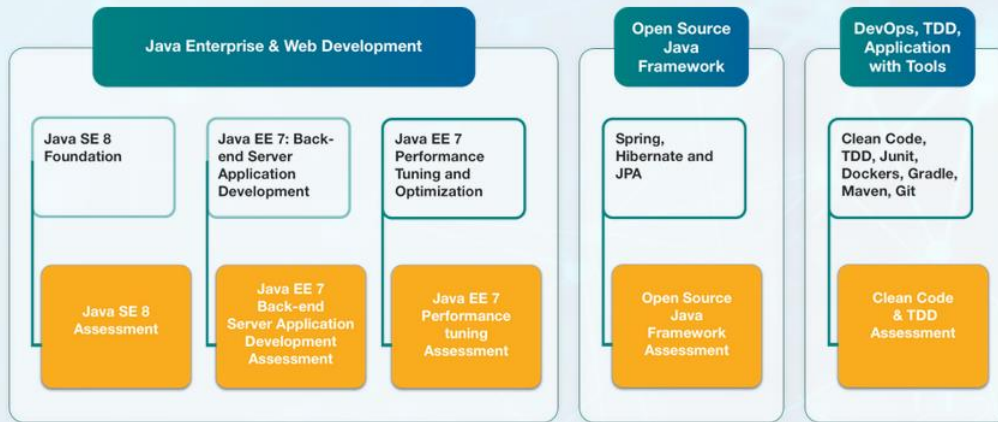 Java Enterprise & Web Development
Open Source
Java
Framework
DevOps, TDD,
Application
with Tools
Java SE 8
Foundation
Java EE 7: Back-
end Server
Application
Development
Java EE 7
Performance
Tuning and
Optimization
Spring,
Hibernate and
JPA
Clean Code,
TDD, Junit,
Dockers, Gradle,
Maven, Git
Java SE 8
Assessment
Java EE 7
Back-end
Server Application
Development
Assessment
Java EE 7
Performance
tuning
Assessment
Open Source
Java
Framework
Assessment
Clean Code
& TDD
Assessment